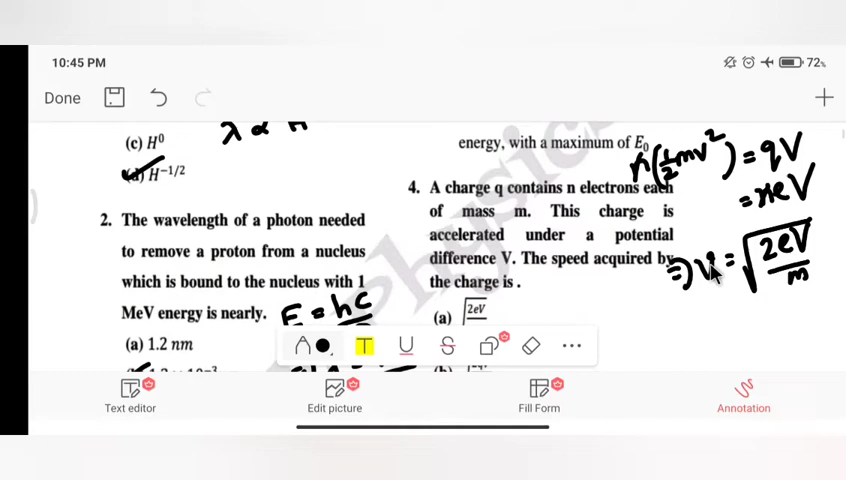 10:45 PM
72%
Done
(c) H⁰
λ ∝ H
(d) H⁻¹/²
2. The wavelength of a photon needed
to remove a proton from a nucleus
which is bound to the nucleus with 1
MeV energy is nearly.
E = hc
(a) 1.2 nm
energy, with a maximum of E₀
4. A charge q contains n electrons each
of mass m. This charge is
accelerated under a potential
difference V. The speed acquired by
the charge is .
(a) √2eV
(b)
n(½mv²) = qV
= neV
⇒ v = √(2eV/m)
Physics
T
U
S
Text editor
Edit picture
Fill Form
Annotation